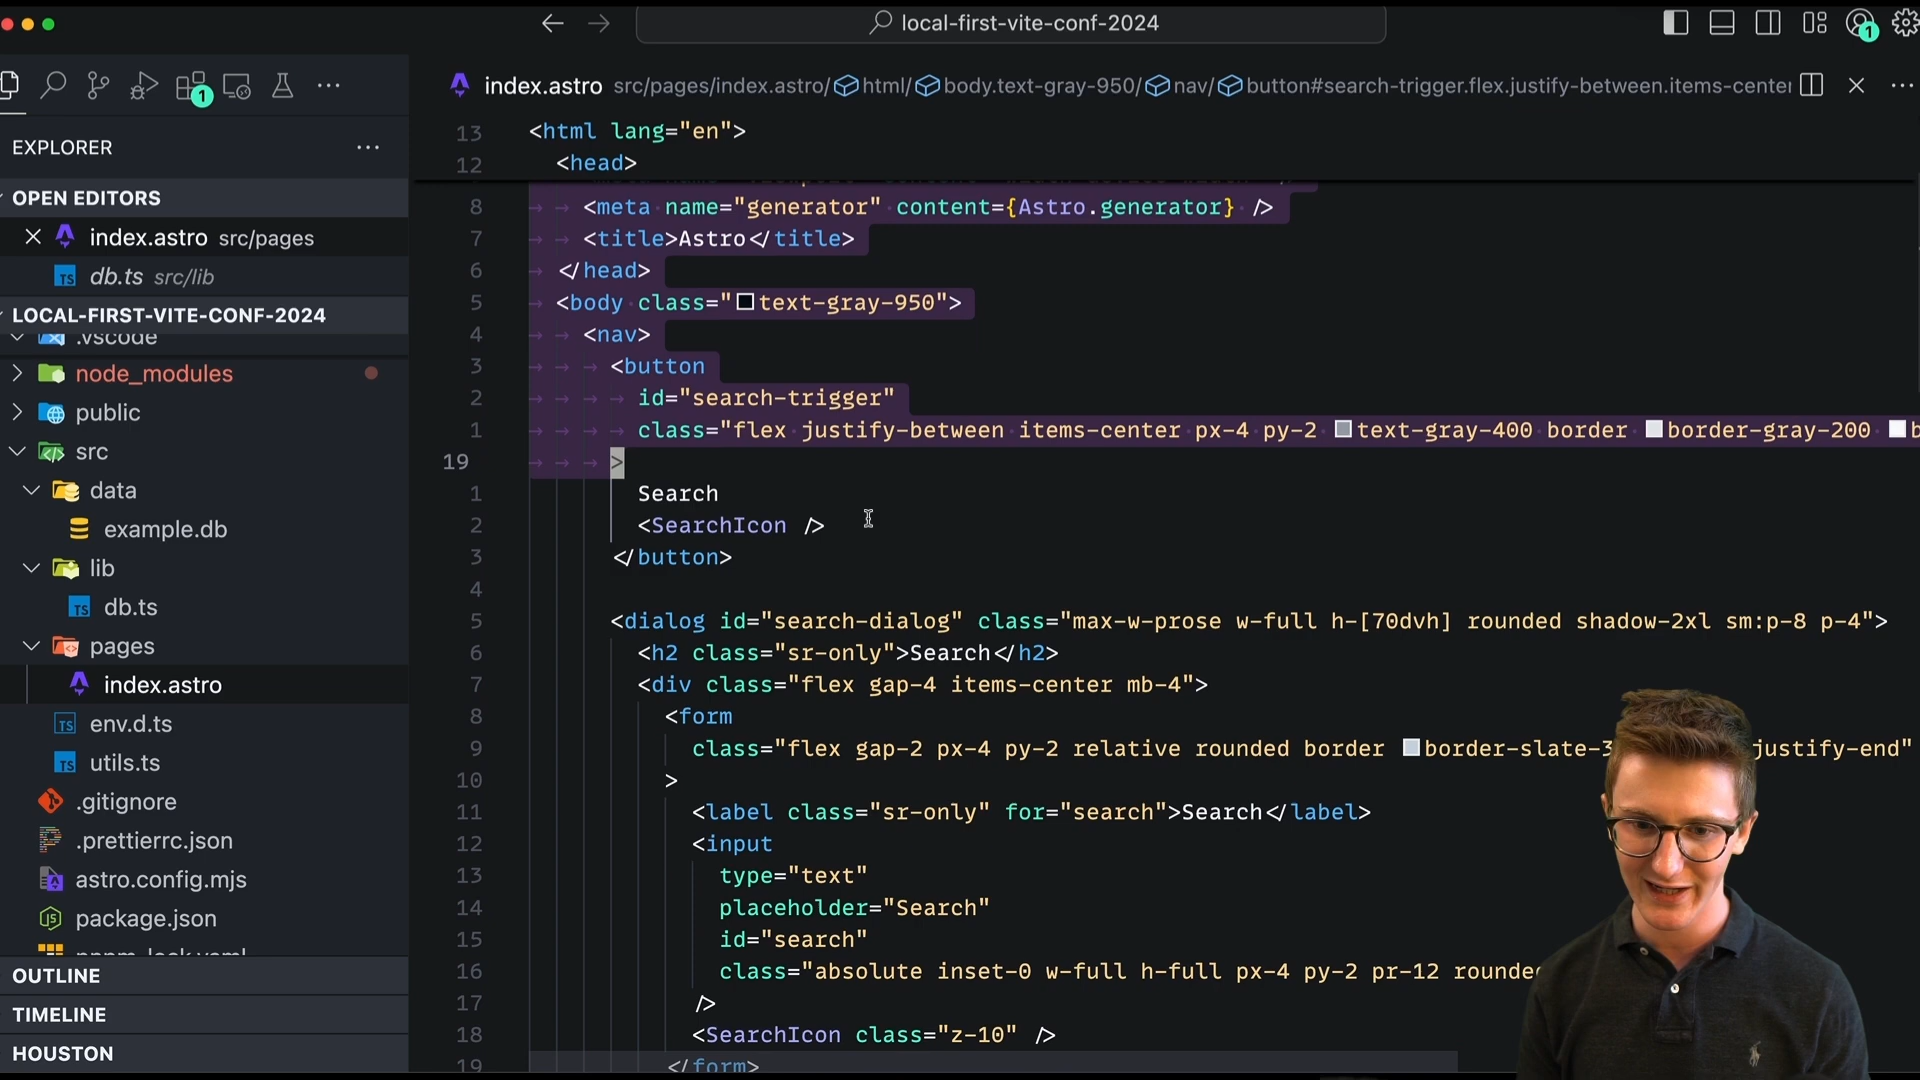 local-first-vite-conf-2024
1
1
index.astro src/pages/index.astro/ html/ body.text-gray-950/ nav/ button#search-trigger.flex.justify-between.items-center
EXPLORER
OPEN EDITORS
index.astro src/pages
TS db.ts src/lib
LOCAL-FIRST-VITE-CONF-2024
.vscode
node_modules
public
src
data
example.db
lib
TS db.ts
pages
index.astro
TS env.d.ts
TS utils.ts
.gitignore
.prettierrc.json
astro.config.mjs
package.json
OUTLINE
TIMELINE
HOUSTON
13 <html lang="en">
12 <head>
8 <meta name="generator" content={Astro.generator} />
7 <title>Astro</title>
6 </head>
5 <body class="text-gray-950">
4 <nav>
3 <button
2 id="search-trigger"
1 class="flex justify-between items-center px-4 py-2 text-gray-400 border border-gray-200 b
19 >
1 Search
2 <SearchIcon />
3 </button>
4
5 <dialog id="search-dialog" class="max-w-prose w-full h-[70dvh] rounded shadow-2xl sm:p-8 p-4">
6 <h2 class="sr-only">Search</h2>
7 <div class="flex gap-4 items-center mb-4">
8 <form
9 class="flex gap-2 px-4 py-2 relative rounded border border-slate-3 justify-end"
10 >
11 <label class="sr-only" for="search">Search</label>
12 <input
13 type="text"
14 placeholder="Search"
15 id="search"
16 class="absolute inset-0 w-full h-full px-4 py-2 pr-12 rounded
17 />
18 <SearchIcon class="z-10" />
19 </form>